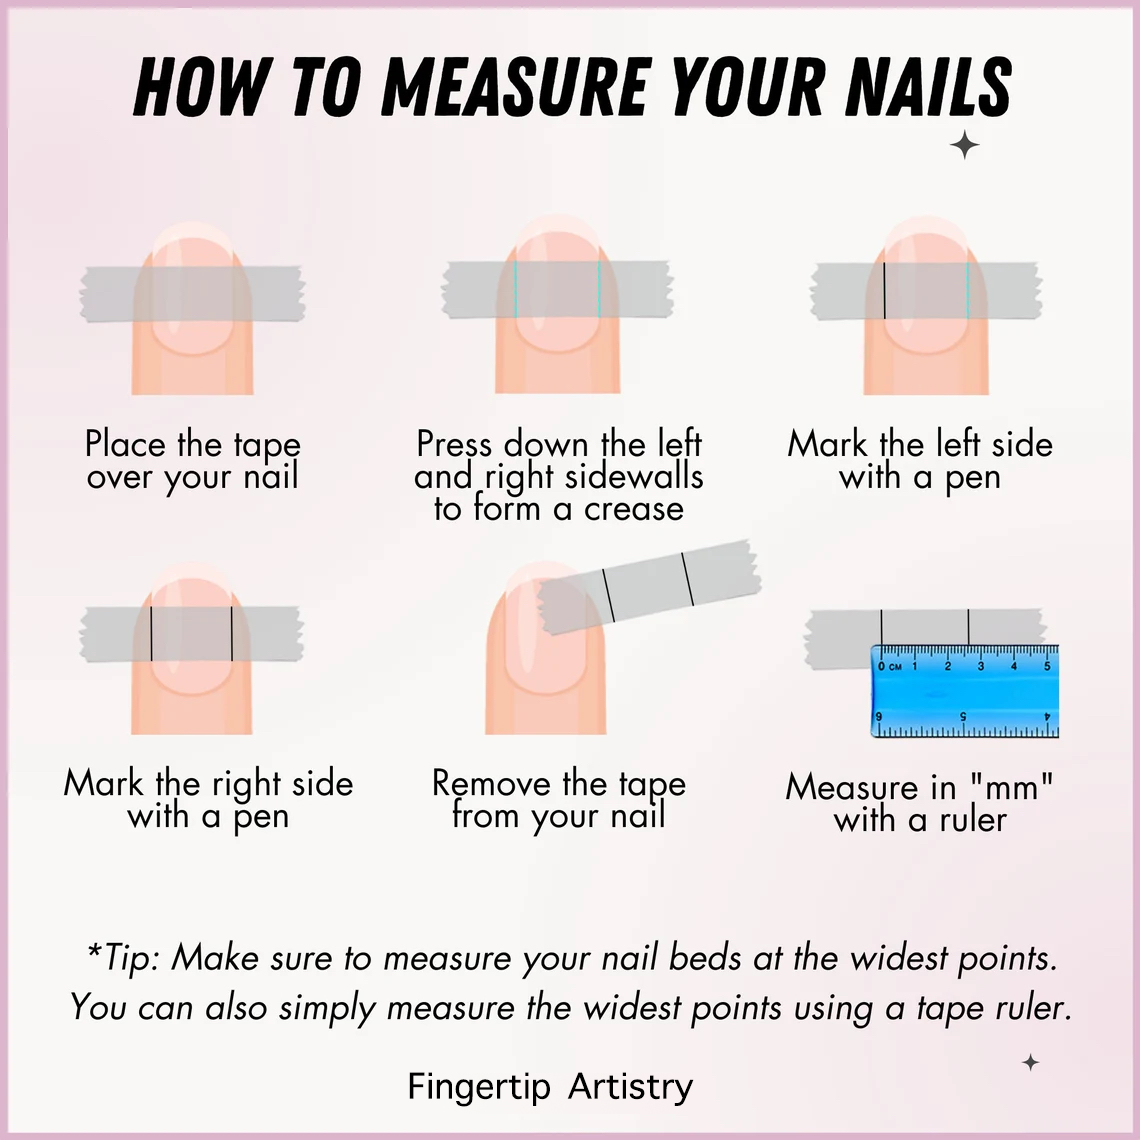 HOW TO MEASURE YOUR NAILS
Place the tape
over your nail
Press down the left
and right sidewalls
to form a crease
Mark the left side
with a pen
Mark the right side
with a pen
Remove the tape
from your nail
0 CM 1 2 3 4 5
6 5 4
Measure in "mm"
with a ruler
*Tip: Make sure to measure your nail beds at the widest points.
You can also simply measure the widest points using a tape ruler.
Fingertip Artistry